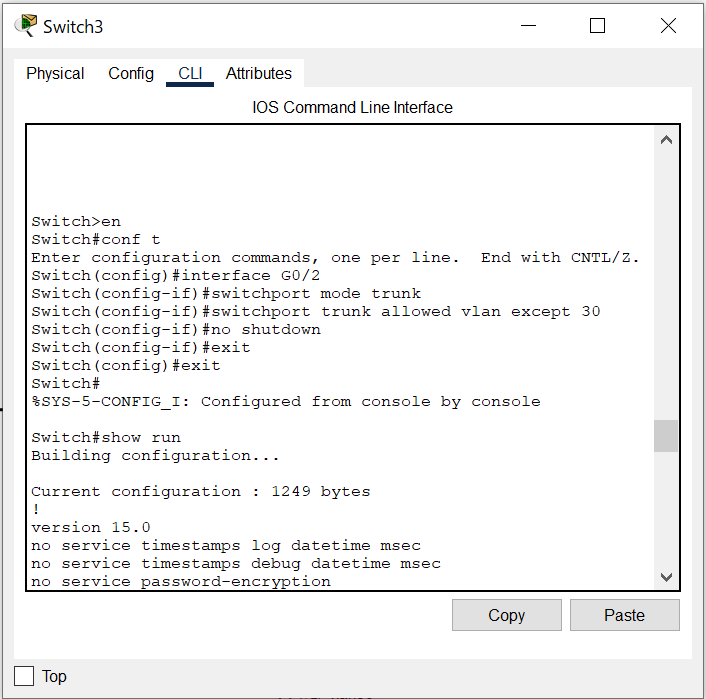 Switch3
Physical Config CLI Attributes
IOS Command Line Interface
Switch>en
Switch#conf t
Enter configuration commands, one per line.  End with CNTL/Z.
Switch(config)#interface G0/2
Switch(config-if)#switchport mode trunk
Switch(config-if)#switchport trunk allowed vlan except 30
Switch(config-if)#no shutdown
Switch(config-if)#exit
Switch(config)#exit
Switch#
%SYS-5-CONFIG_I: Configured from console by console
Switch#show run
Building configuration...
Current configuration : 1249 bytes
!
version 15.0
no service timestamps log datetime msec
no service timestamps debug datetime msec
no service password-encryption
Copy Paste
Top